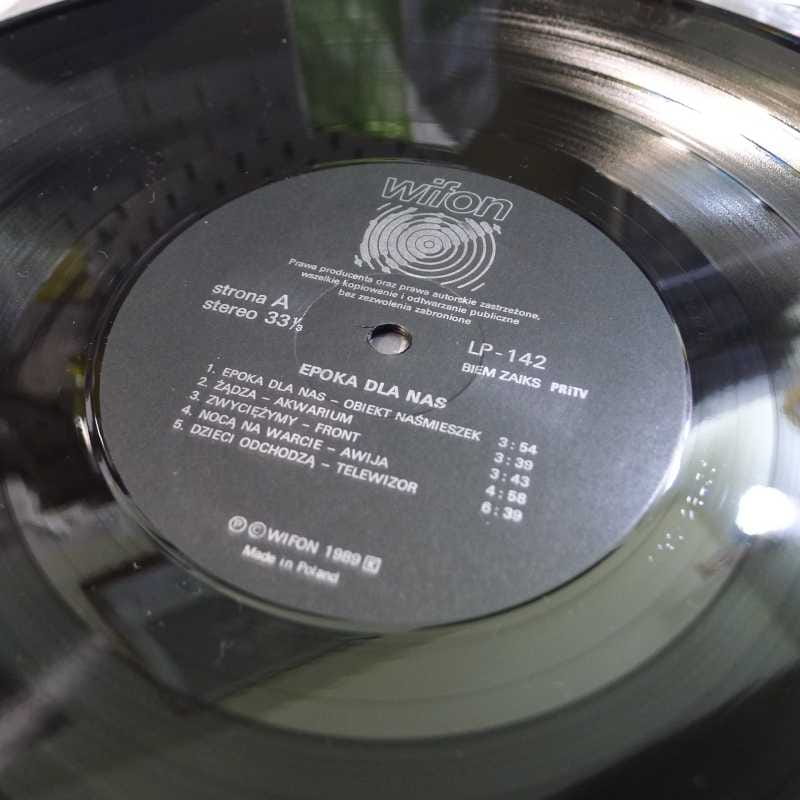 wifon
Prawa producenta oraz prawa autorskie zastrzeżone,
wszelkie kopiowanie i odtwarzanie publiczne
bez zezwolenia zabronione
strona A
stereo 33⅓
LP-142
BIEM ZAIKS PRiTV
EPOKA DLA NAS
1. EPOKA DLA NAS – OBIEKT NAŚMIESZEK 3:54
2. ŻĄDZA – AKWARIUM 3:39
3. ZWYCIĘŻYMY – FRONT 3:43
4. NOCĄ NA WARCIE – AWIJA 4:58
5. DZIECI ODCHODZĄ – TELEWIZOR 6:39
Ⓟ © WIFON 1989 K
Made in Poland